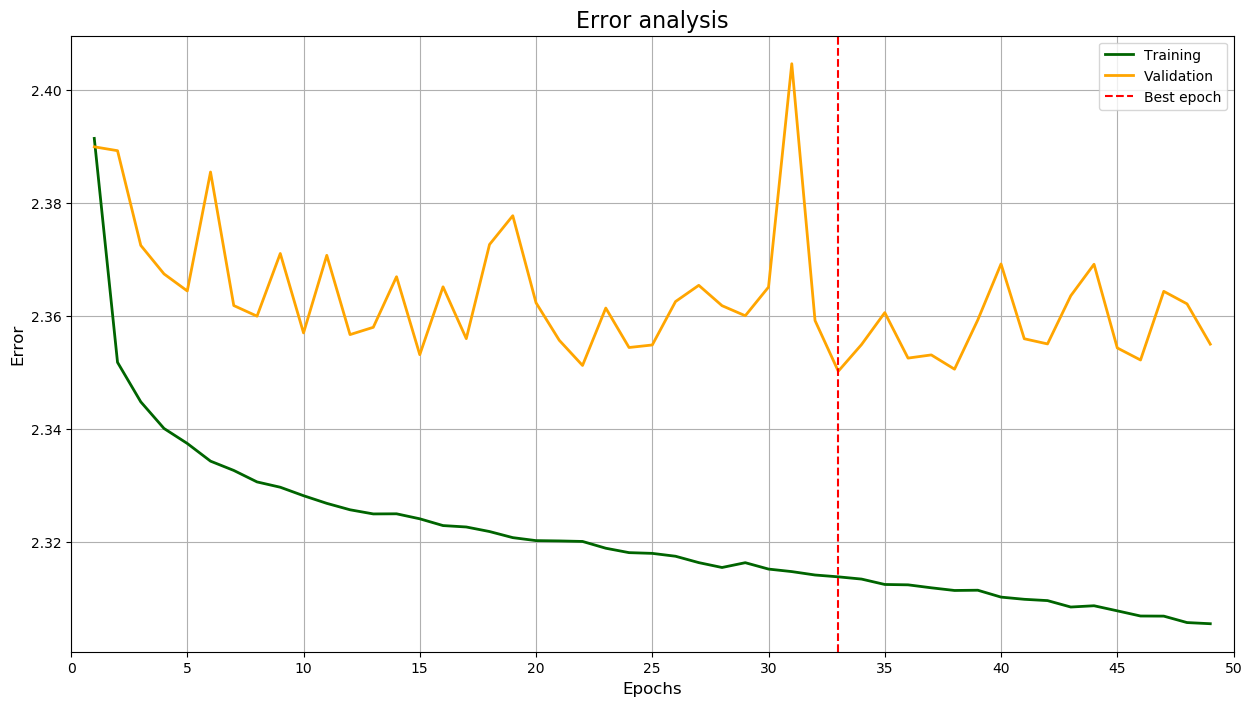 Error analysis
Training
Validation
Best epoch
2.40
2.38
2.36
2.34
2.32
Error
0 5 10 15 20 25 30 35 40 45 50
Epochs